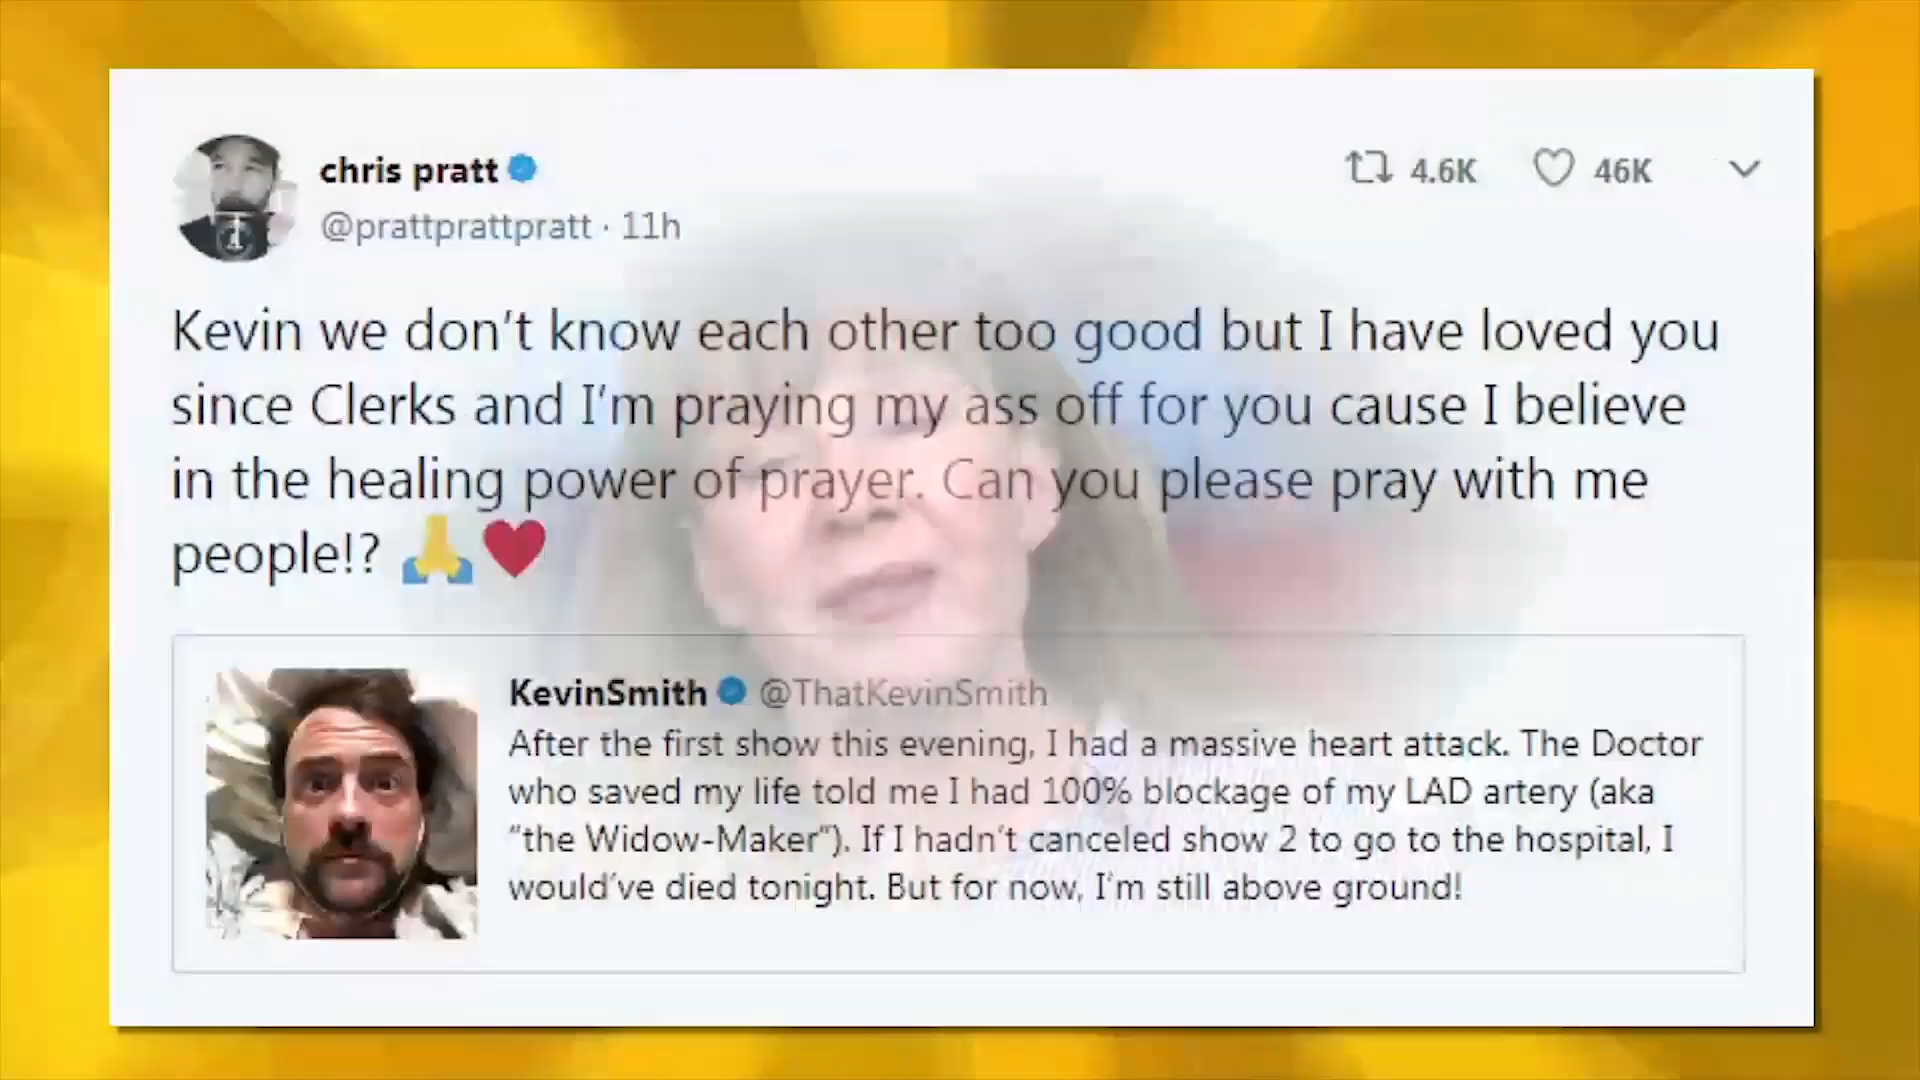 chris pratt
@prattprattpratt · 11h
4.6K
46K
Kevin we don't know each other too good but I have loved you
since Clerks and I'm praying my ass off for you cause I believe
in the healing power of prayer. Can you please pray with me
people!? 🙏❤️
KevinSmith @ThatKevinSmith
After the first show this evening, I had a massive heart attack. The Doctor
who saved my life told me I had 100% blockage of my LAD artery (aka
"the Widow-Maker"). If I hadn't canceled show 2 to go to the hospital, I
would've died tonight. But for now, I'm still above ground!